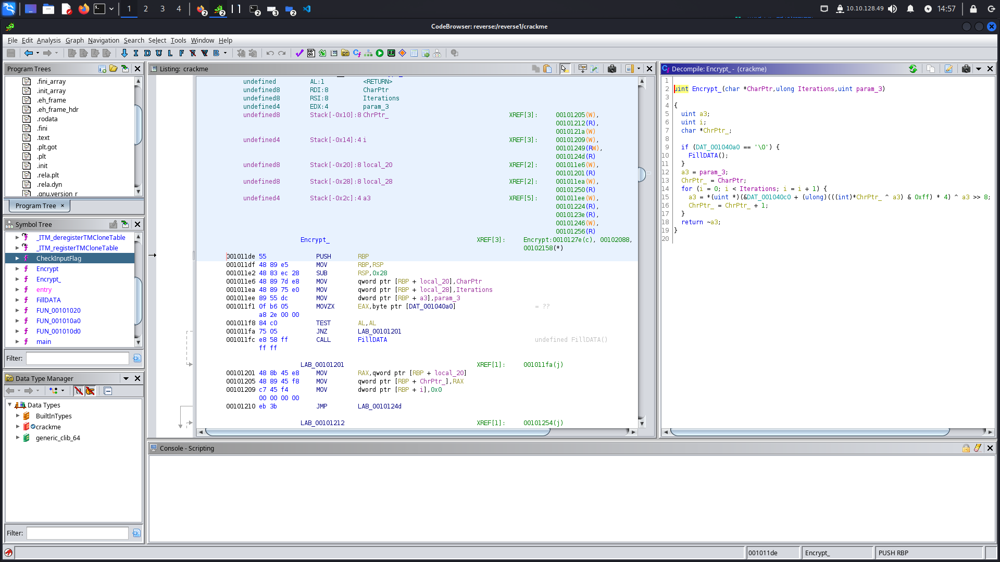 1 2 3 4 2 2 2 3 2 10.10.128.49 14:57
CodeBrowser: reverse:/reverse1/crackme
File Edit Analysis Graph Navigation Search Select Tools Window Help
I D U L F B
Program Trees
.fini_array
.init_array
.eh_frame
.eh_frame_hdr
.rodata
.fini
.text
.plt.got
.plt
.init
.rela.plt
.rela.dyn
.gnu.version_r
Program Tree ×
Symbol Tree
_ITM_deregisterTMCloneTable
_ITM_registerTMCloneTable
CheckInputFlag
Encrypt
Encrypt_
entry
FillDATA
FUN_00101020
FUN_001010a0
FUN_001010d0
main
Filter:
Data Type Manager
Data Types
BuiltInTypes
crackme
generic_clib_64
Filter:
Listing: crackme
undefined AL:1 <RETURN>
undefined8 RDI:8 CharPtr
undefined8 RSI:8 Iterations
undefined4 EDX:4 param_3
undefined8 Stack[-0x10]:8 ChrPtr_ XREF[3]: 00101205(W),
00101212(R),
0010121a(W)
undefined4 Stack[-0x14]:4 i XREF[3]: 00101209(W),
00101249(RW),
0010124d(R)
undefined8 Stack[-0x20]:8 local_20 XREF[2]: 001011e6(W),
00101201(R)
undefined8 Stack[-0x28]:8 local_28 XREF[2]: 001011ea(W),
00101250(R)
undefined4 Stack[-0x2c]:4 a3 XREF[5]: 001011ee(W),
00101224(R),
0010123e(R),
00101246(W),
00101256(R)
Encrypt_ XREF[3]: Encrypt:0010127e(c), 00102088,
00102158(*)
001011de 55 PUSH RBP
001011df 48 89 e5 MOV RBP,RSP
001011e2 48 83 ec 28 SUB RSP,0x28
001011e6 48 89 7d e8 MOV qword ptr [RBP + local_20],CharPtr
001011ea 48 89 75 e0 MOV qword ptr [RBP + local_28],Iterations
001011ee 89 55 dc MOV dword ptr [RBP + a3],param_3
001011f1 0f b6 05 MOVZX EAX,byte ptr [DAT_001040a0] = ??
a8 2e 00 00
001011f8 84 c0 TEST AL,AL
001011fa 75 05 JNZ LAB_00101201
001011fc e8 58 ff CALL FillDATA undefined FillDATA()
ff ff
LAB_00101201 XREF[1]: 001011fa(j)
00101201 48 8b 45 e8 MOV RAX,qword ptr [RBP + local_20]
00101205 48 89 45 f8 MOV qword ptr [RBP + ChrPtr_],RAX
00101209 c7 45 f4 MOV dword ptr [RBP + i],0x0
00 00 00 00
00101210 eb 3b JMP LAB_0010124d
LAB_00101212 XREF[1]: 00101254(j)
Decompile: Encrypt_ - (crackme)
1
2 uint Encrypt_(char *CharPtr,ulong Iterations,uint param_3)
3
4 {
5 uint a3;
6 uint i;
7 char *ChrPtr_;
8
9 if (DAT_001040a0 == '\0') {
10 FillDATA();
11 }
12 a3 = param_3;
13 ChrPtr_ = CharPtr;
14 for (i = 0; i < Iterations; i = i + 1) {
15 a3 = *(uint *)(&DAT_001040c0 + (ulong)(((int)*ChrPtr_ ^ a3) & 0xff) * 4) ^ a3 >> 8;
16 ChrPtr_ = ChrPtr_ + 1;
17 }
18 return ~a3;
19 }
20
Console - Scripting
001011de Encrypt_ PUSH RBP